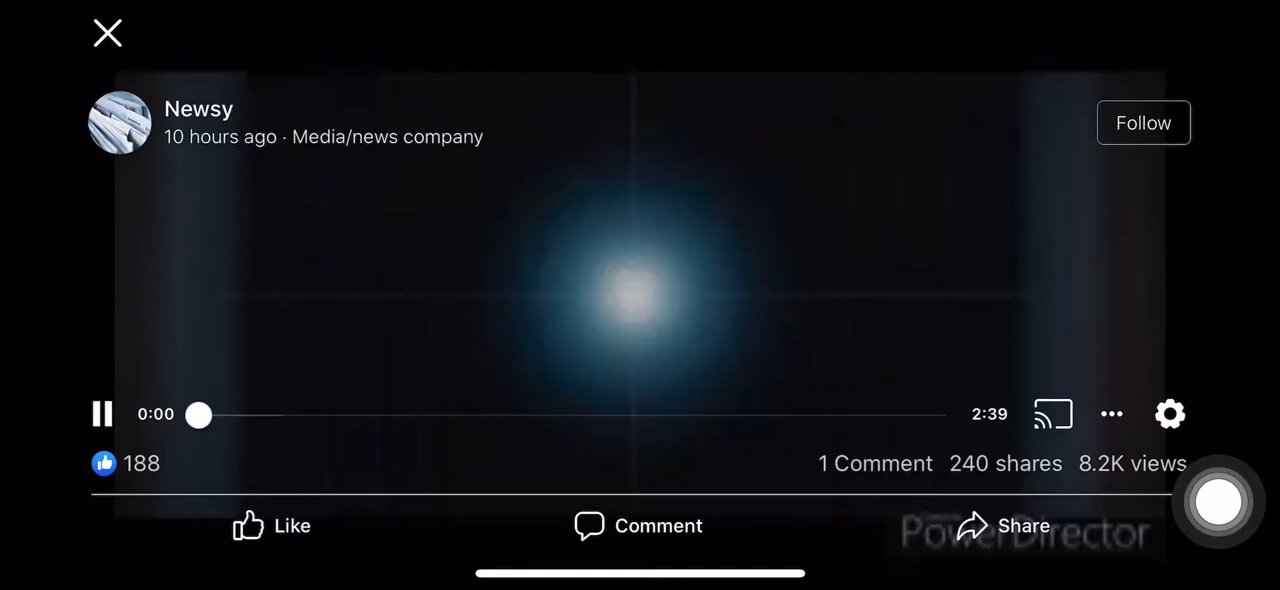 Newsy
10 hours ago · Media/news company
Follow
0:00
2:39
188
1 Comment 240 shares 8.2K views
Like
Comment
Share
PowerDirector